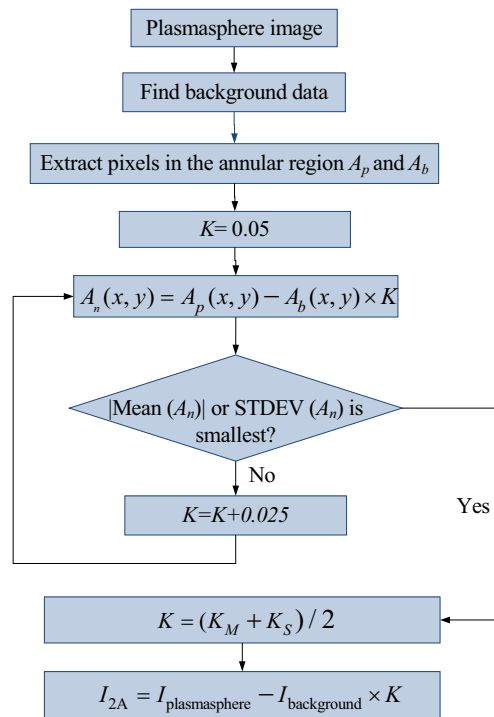 Plasmasphere image
Find background data
Extract pixels in the annular region A_p and A_b
K= 0.05
A_n(x, y) = A_p(x, y) − A_b(x, y) × K
|Mean (A_n)| or STDEV (A_n) is
smallest?
No
Yes
K=K+0.025
K = (K_M + K_S) / 2
I_2A = I_plasmasphere − I_background × K